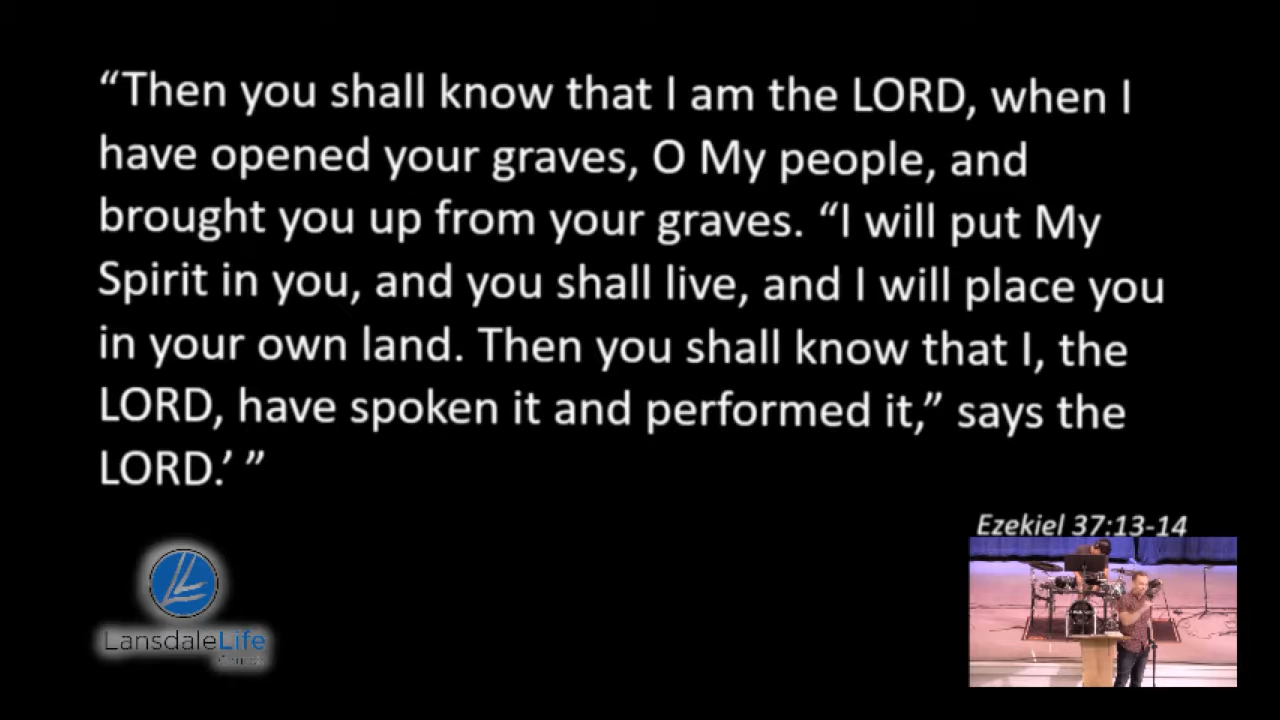 “Then you shall know that I am the LORD, when I
have opened your graves, O My people, and
brought you up from your graves. “I will put My
Spirit in you, and you shall live, and I will place you
in your own land. Then you shall know that I, the
LORD, have spoken it and performed it,” says the
LORD.’ ”
Ezekiel 37:13-14
LansdaleLife
Church